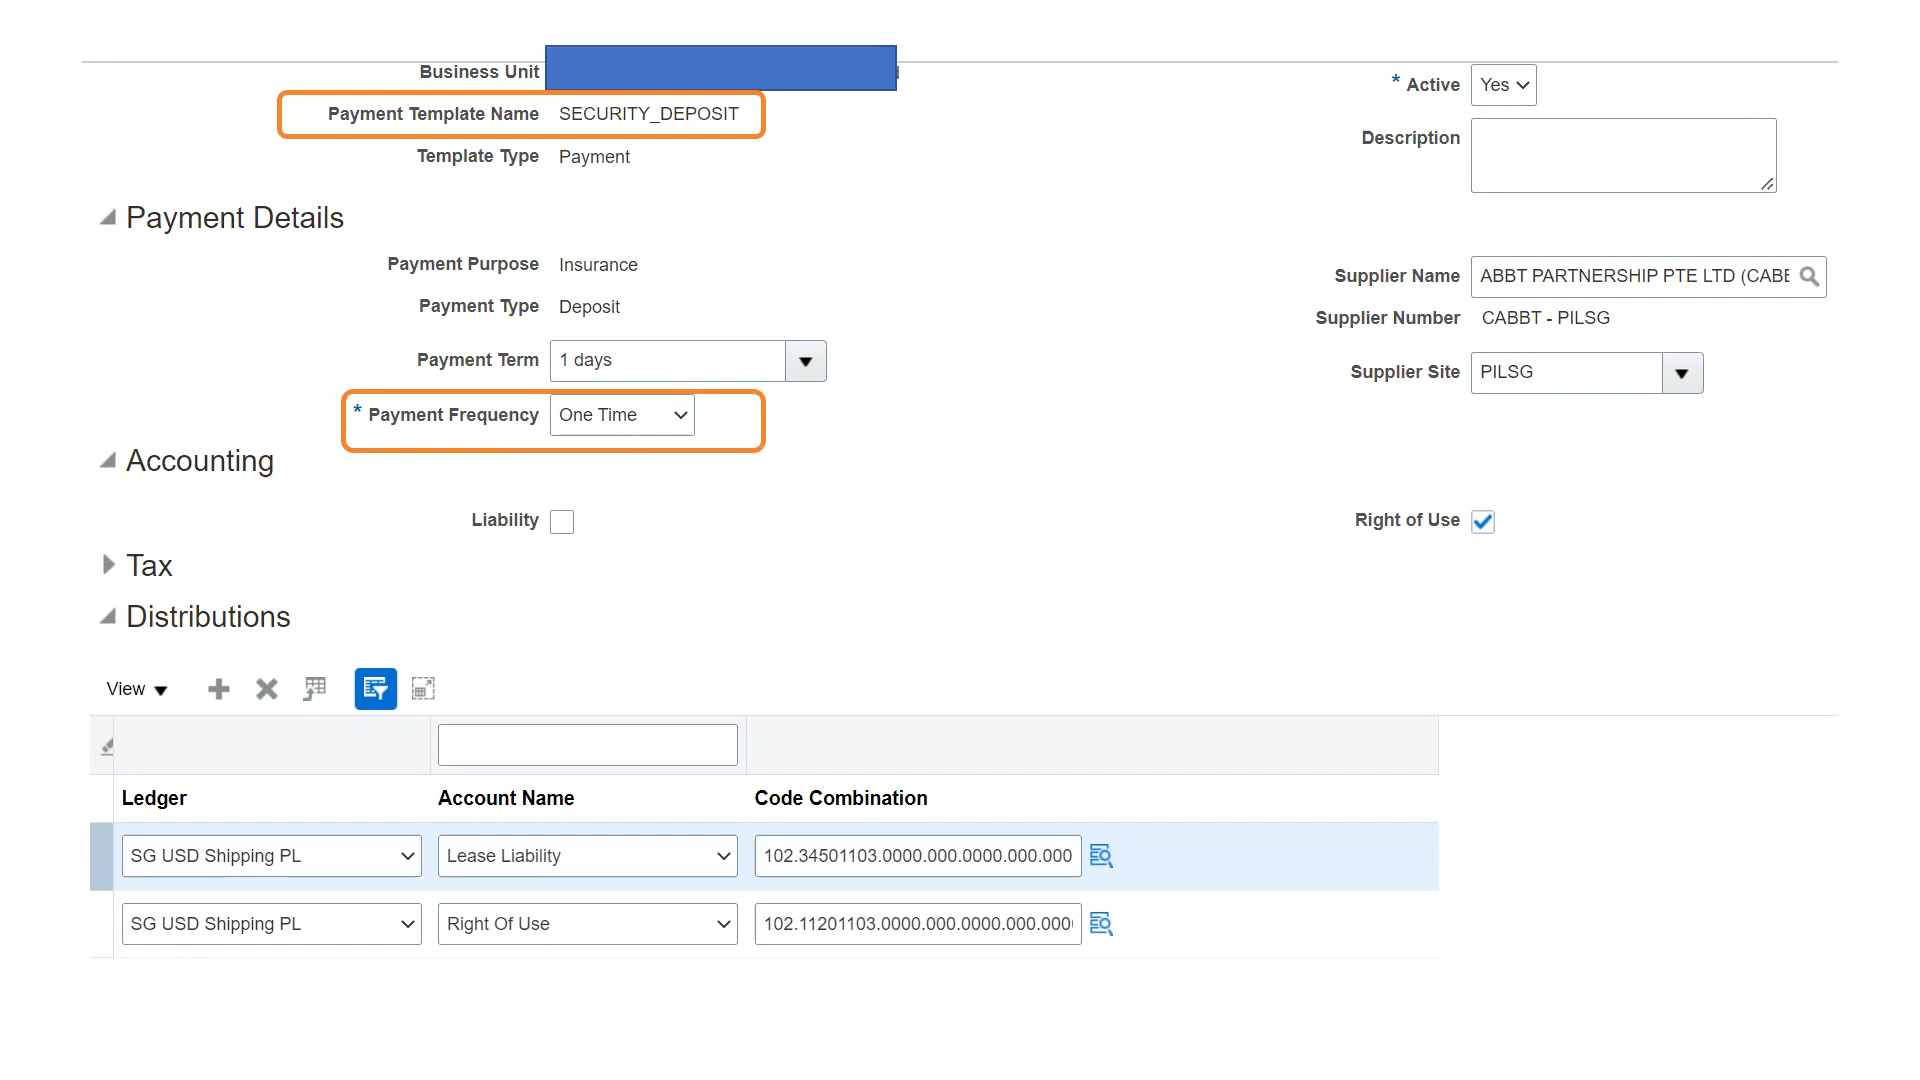 Business Unit
Payment Template Name SECURITY_DEPOSIT
Template Type Payment
* Active Yes
Description
Payment Details
Payment Purpose Insurance
Payment Type Deposit
Payment Term 1 days
* Payment Frequency One Time
Supplier Name ABBT PARTNERSHIP PTE LTD (CABE
Supplier Number CABBT - PILSG
Supplier Site PILSG
Accounting
Liability
Right of Use
Tax
Distributions
View
Ledger Account Name Code Combination
SG USD Shipping PL Lease Liability 102.34501103.0000.000.0000.000.000
SG USD Shipping PL Right Of Use 102.11201103.0000.000.0000.000.000